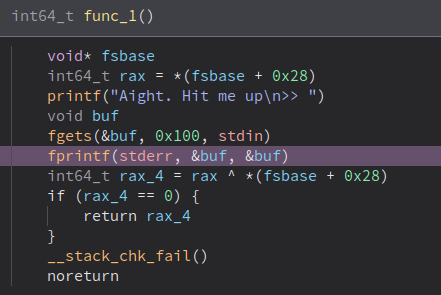 int64_t func_1()
void* fsbase
int64_t rax = *(fsbase + 0x28)
printf("Aight. Hit me up\n>> ")
void buf
fgets(&buf, 0x100, stdin)
fprintf(stderr, &buf, &buf)
int64_t rax_4 = rax ^ *(fsbase + 0x28)
if (rax_4 == 0) {
return rax_4
}
__stack_chk_fail()
noreturn